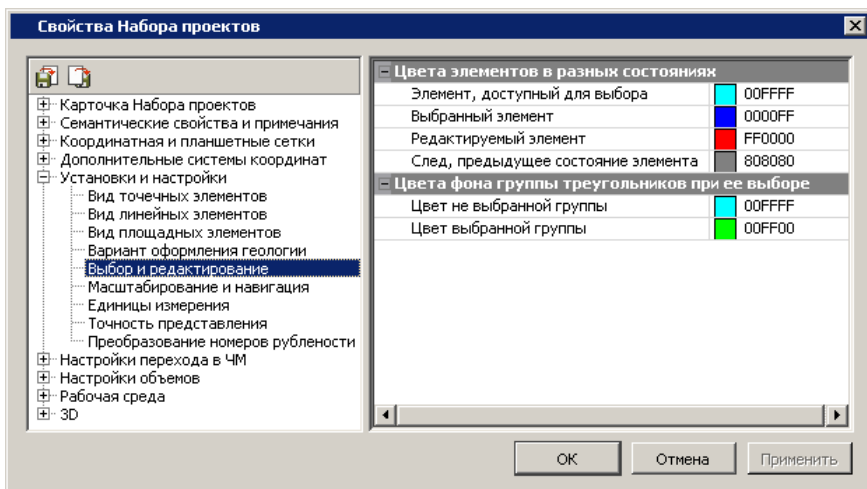 Свойства Набора проектов
Карточка Набора проектов
Семантические свойства и примечания
Координатная и планшетные сетки
Дополнительные системы координат
Установки и настройки
Вид точечных элементов
Вид линейных элементов
Вид площадных элементов
Вариант оформления геологии
Выбор и редактирование
Масштабирование и навигация
Единицы измерения
Точность представления
Преобразование номеров рублености
Настройки перехода в ЧМ
Настройки объемов
Рабочая среда
3D
Цвета элементов в разных состояниях
Элемент, доступный для выбора 00FFFF
Выбранный элемент 0000FF
Редактируемый элемент FF0000
След, предыдущее состояние элемента 808080
Цвета фона группы треугольников при ее выборе
Цвет не выбранной группы 00FFFF
Цвет выбранной группы 00FF00
ОК Отмена Применить